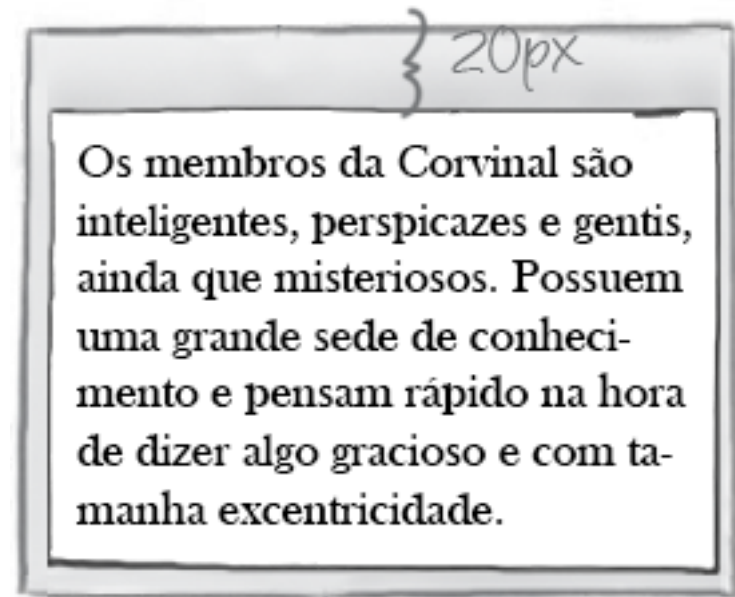 20px
Os membros da Corvinal são
inteligentes, perspicazes e gentis,
ainda que misteriosos. Possuem
uma grande sede de conheci-
mento e pensam rápido na hora
de dizer algo gracioso e com ta-
manha excentricidade.